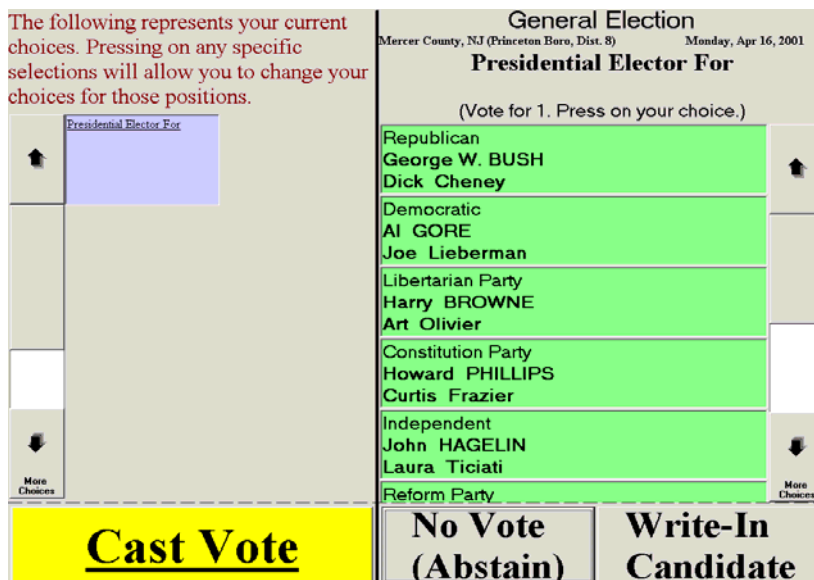 The following represents your current
choices. Pressing on any specific
selections will allow you to change your
choices for those positions.
Presidential Elector For
More
Choices
Cast Vote
General Election
Mercer County, NJ (Princeton Boro, Dist. 8) Monday, Apr 16, 2001
Presidential Elector For
(Vote for 1. Press on your choice.)
Republican
George W. BUSH
Dick Cheney
Democratic
Al GORE
Joe Lieberman
Libertarian Party
Harry BROWNE
Art Olivier
Constitution Party
Howard PHILLIPS
Curtis Frazier
Independent
John HAGELIN
Laura Ticiati
Reform Party
More
Choices
No Vote
(Abstain)
Write-In
Candidate